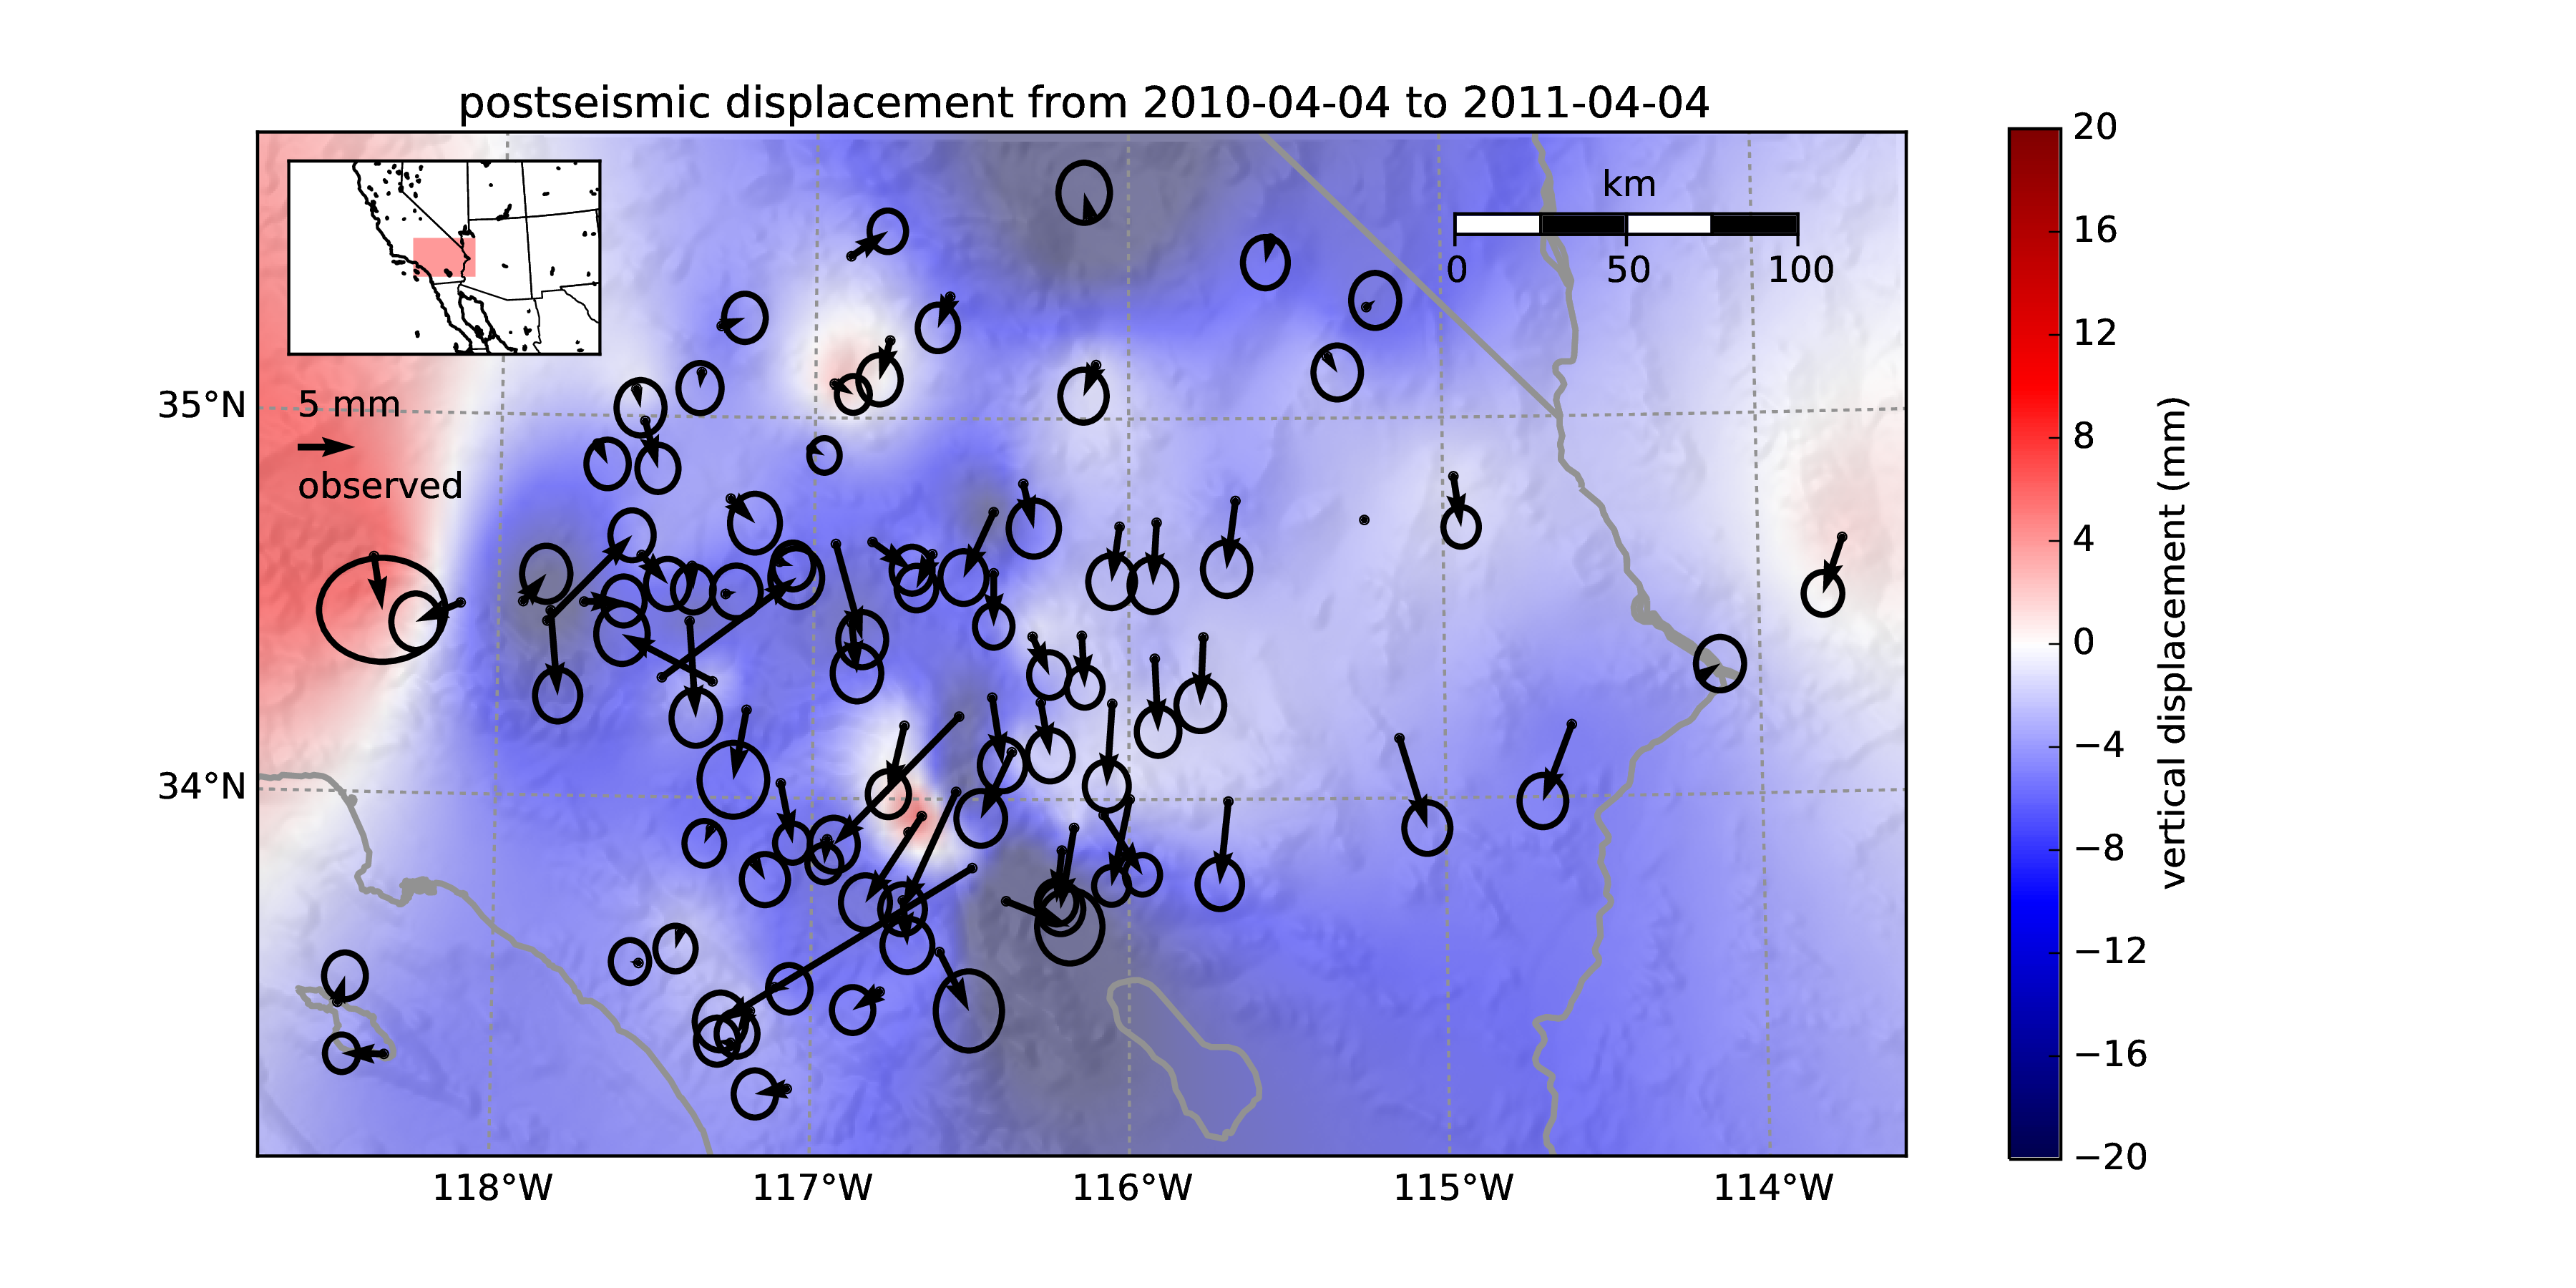 postseismic displacement from 2010-04-04 to 2011-04-04
km
0 50 100
5 mm
observed
35°N
34°N
118°W 117°W 116°W 115°W 114°W
20
16
12
8
4
0
−4
−8
−12
−16
−20
vertical displacement (mm)